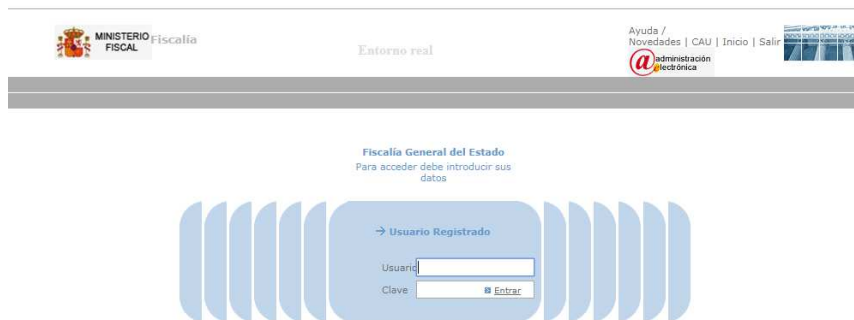 MINISTERIO
FISCAL
Fiscalía
Entorno real
Ayuda /
Novedades | CAU | Inicio | Salir
administración
electrónica
Fiscalía General del Estado
Para acceder debe introducir sus
datos
→ Usuario Registrado
Usuario
Clave
Entrar